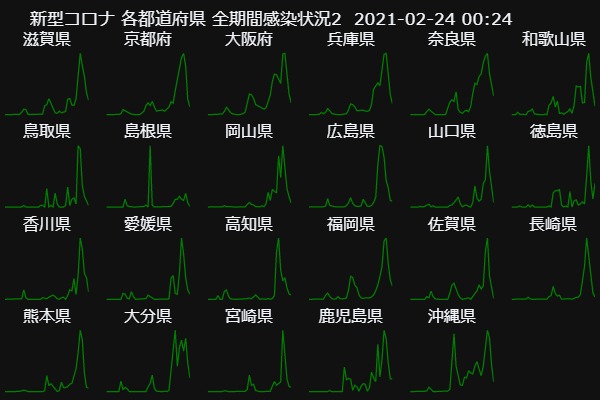 新型コロナ 各都道府県 全期間感染状況2 2021-02-24 00:24
滋賀県 京都府 大阪府 兵庫県 奈良県 和歌山県
鳥取県 島根県 岡山県 広島県 山口県 徳島県
香川県 愛媛県 高知県 福岡県 佐賀県 長崎県
熊本県 大分県 宮崎県 鹿児島県 沖縄県